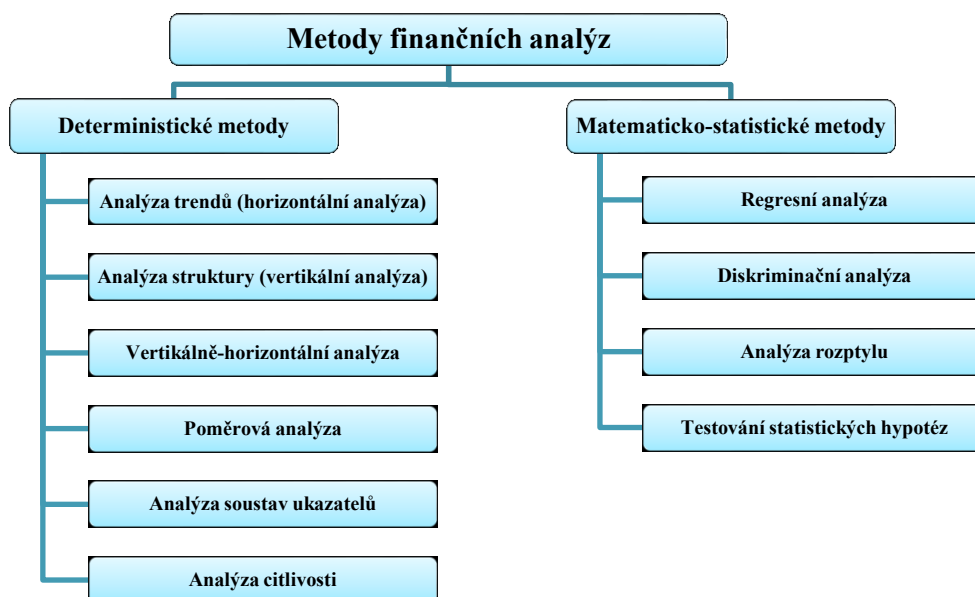 Metody finančních analýz
Deterministické metody
Analýza trendů (horizontální analýza)
Analýza struktury (vertikální analýza)
Vertikálně-horizontální analýza
Poměrová analýza
Analýza soustav ukazatelů
Analýza citlivosti
Matematicko-statistické metody
Regresní analýza
Diskriminační analýza
Analýza rozptylu
Testování statistických hypotéz